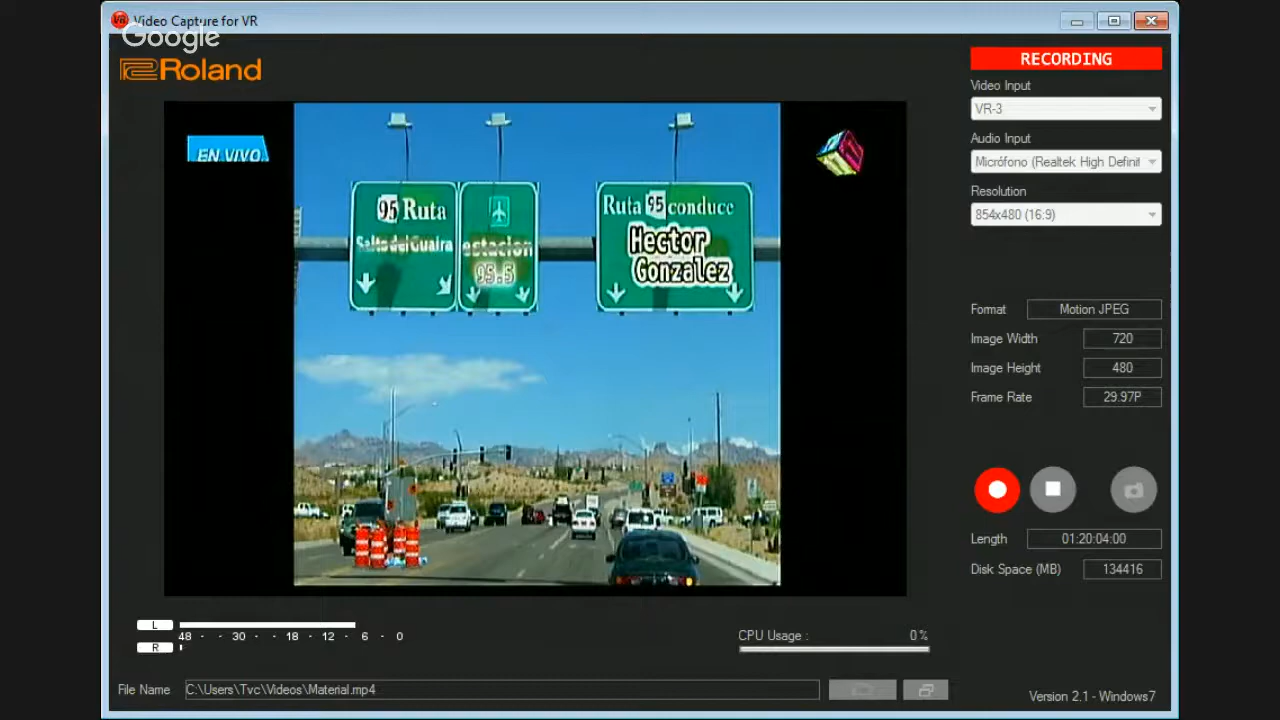 Video Capture for VR
Google
Roland
RECORDING
Video Input
VR-3
Audio Input
Micrófono (Realtek High Definit
Resolution
854x480 (16:9)
EN VIVO
95 Ruta
Salto del Guaira
estacion
95.5
Ruta 95 conduce
Hector
Gonzalez
Format Motion JPEG
Image Width 720
Image Height 480
Frame Rate 29.97P
Length 01:20:04:00
Disk Space (MB) 134416
L
48 - - 30 - - 18 - 12 - 6 - 0
R
CPU Usage : 0 %
File Name C:\Users\Tvc\Videos\Material.mp4
Version 2.1 - Windows7